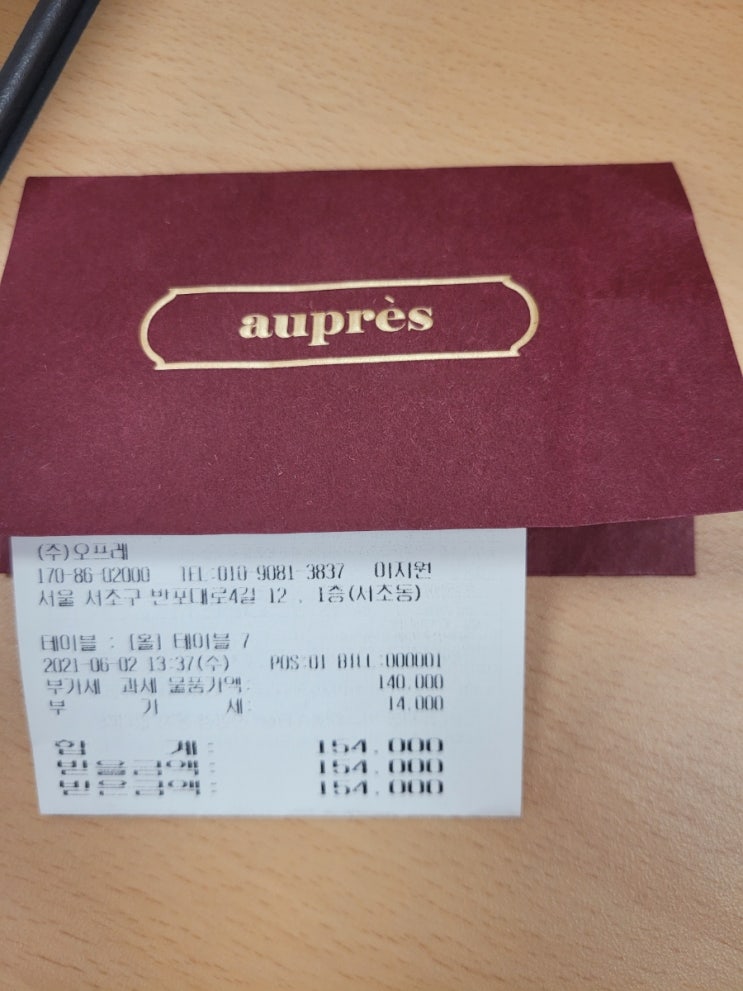 auprès
(주)오프레
170-86-02000 TEL:010-9081-3837 이지원
서울 서초구 반포대로4길 12 , 1층(서초동)
테이블 : [홀] 테이블 7
2021-06-02 13:37(수) POS:01 BILL:000001
부가세 과세 물품가액: 140,000
부 가 세: 14,000
합 계: 154,000
받을금액: 154,000
받은금액: 154,000